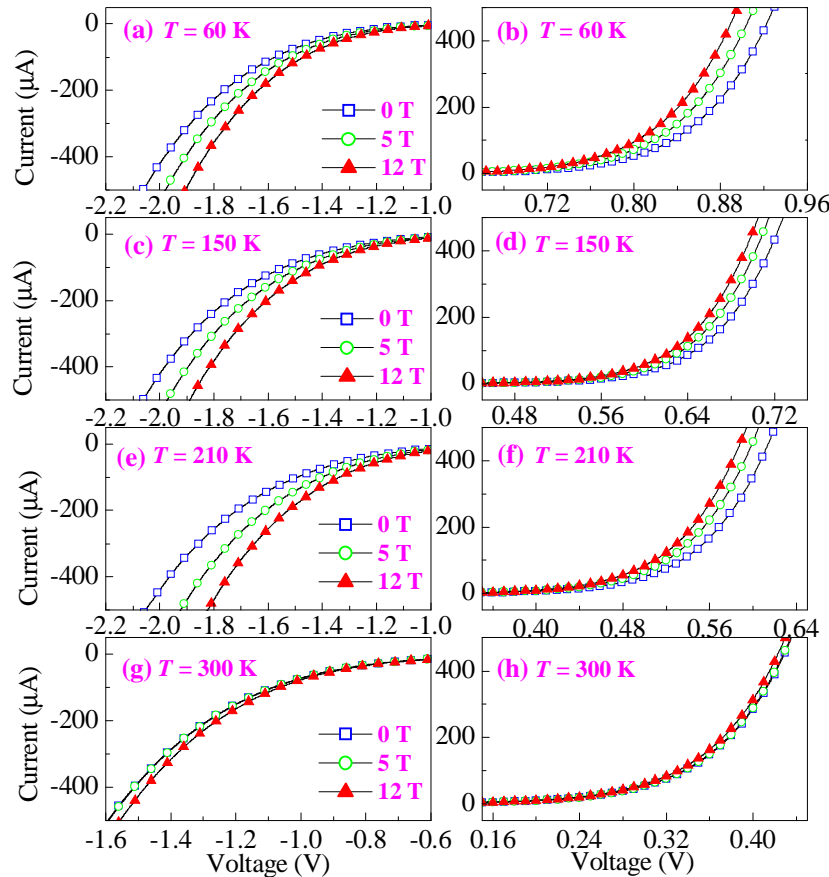 (a) T = 60 K
(b) T = 60 K
Current (µA)
0
-200
-400
0 T
5 T
12 T
400
200
0
-2.2 -2.0 -1.8 -1.6 -1.4 -1.2 -1.0
0.72 0.80 0.88 0.96
(c) T = 150 K
(d) T = 150 K
Current (µA)
0
-200
-400
0 T
5 T
12 T
400
200
0
-2.2 -2.0 -1.8 -1.6 -1.4 -1.2 -1.0
0.48 0.56 0.64 0.72
(e) T = 210 K
(f) T = 210 K
Current (µA)
0
-200
-400
0 T
5 T
12 T
400
200
0
-2.2 -2.0 -1.8 -1.6 -1.4 -1.2 -1.0
0.40 0.48 0.56 0.64
(g) T = 300 K
(h) T = 300 K
Current (µA)
0
-200
-400
0 T
5 T
12 T
400
200
0
-1.6 -1.4 -1.2 -1.0 -0.8 -0.6
0.16 0.24 0.32 0.40
Voltage (V)
Voltage (V)